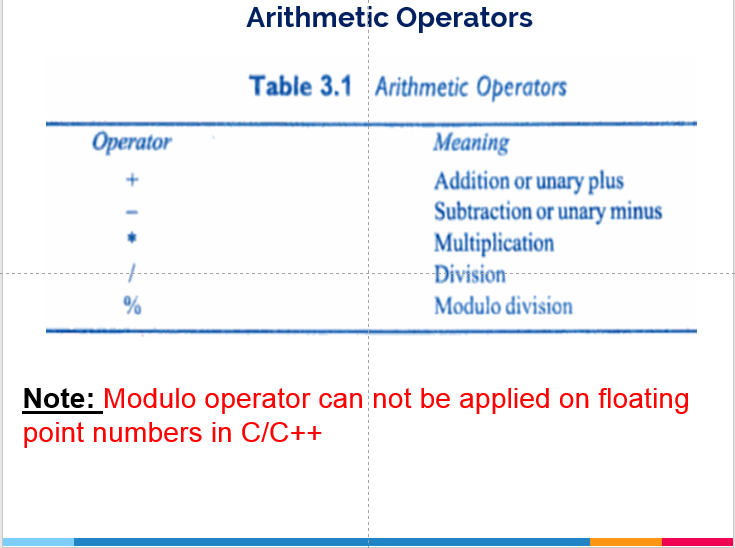 Arithmetic Operators
Table 3.1 Arithmetic Operators
Operator Meaning
+ Addition or unary plus
– Subtraction or unary minus
* Multiplication
/ Division
% Modulo division
Note: Modulo operator can not be applied on floating
point numbers in C/C++